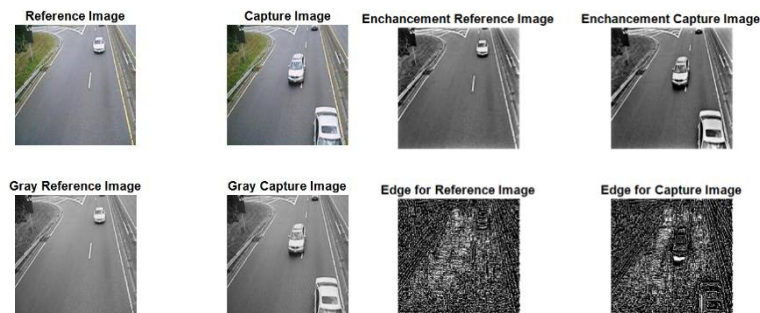 Reference Image
Capture Image
Enchancement Reference Image
Enchancement Capture Image
Gray Reference Image
Gray Capture Image
Edge for Reference Image
Edge for Capture Image